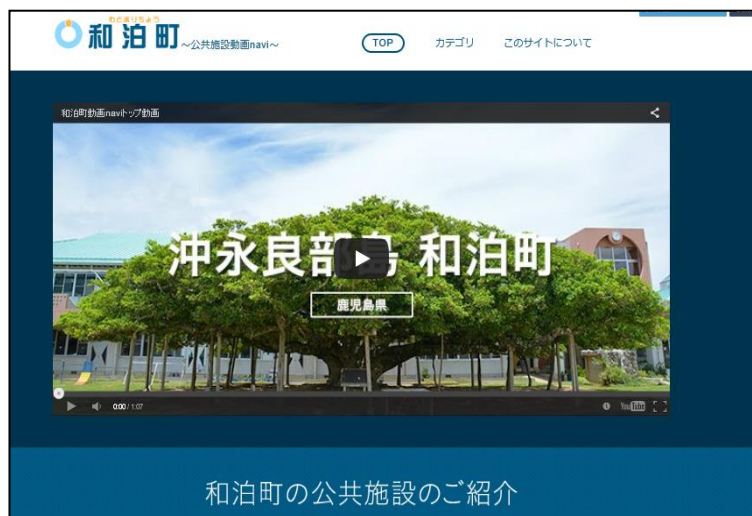 わどまりちょう
和泊町 ～公共施設動画navi～
TOP カテゴリ このサイトについて
和泊町動画naviトップ動画
沖永良部島 和泊町
鹿児島県
0:00 / 1:07
YouTube
和泊町の公共施設のご紹介